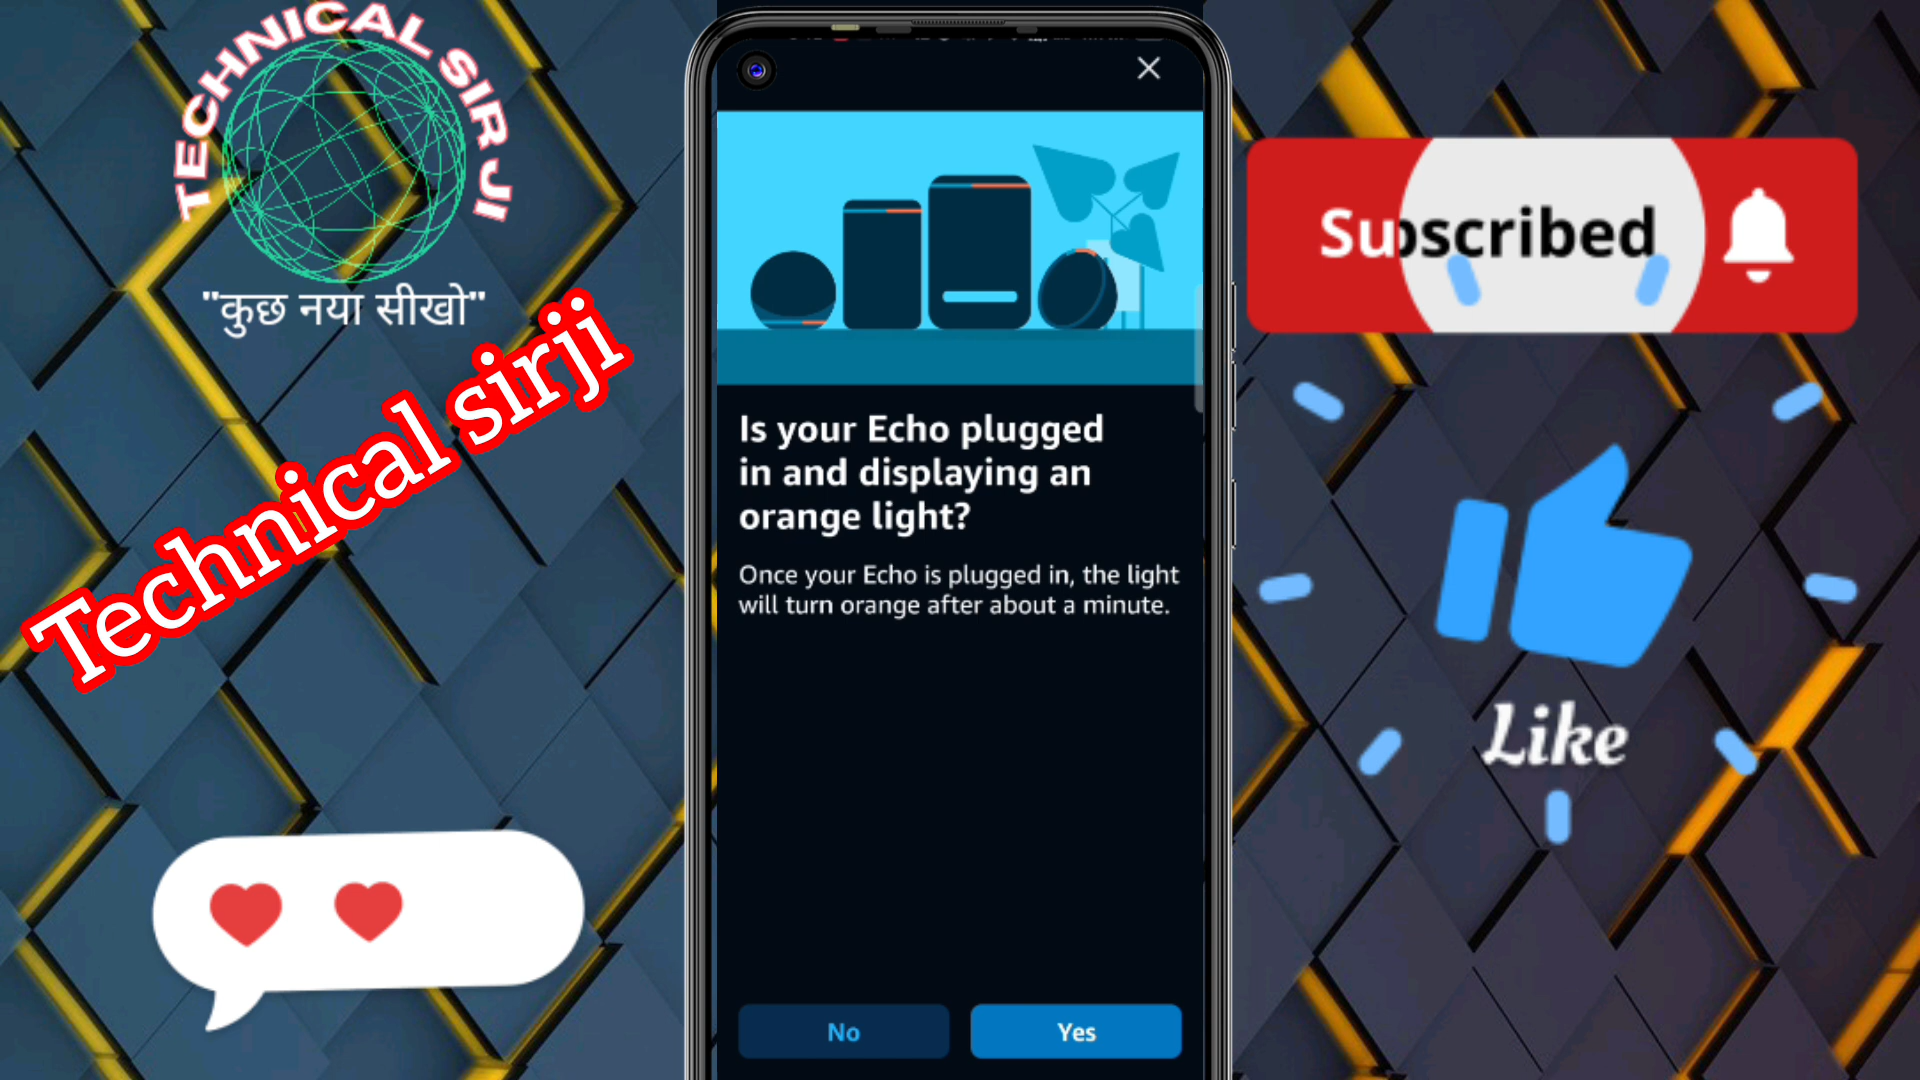 TECHNICAL SIR JI
"कुछ नया सीखो"
Technical sirji
Is your Echo plugged
in and displaying an
orange light?
Once your Echo is plugged in, the light
will turn orange after about a minute.
No
Yes
Subscribed
Like